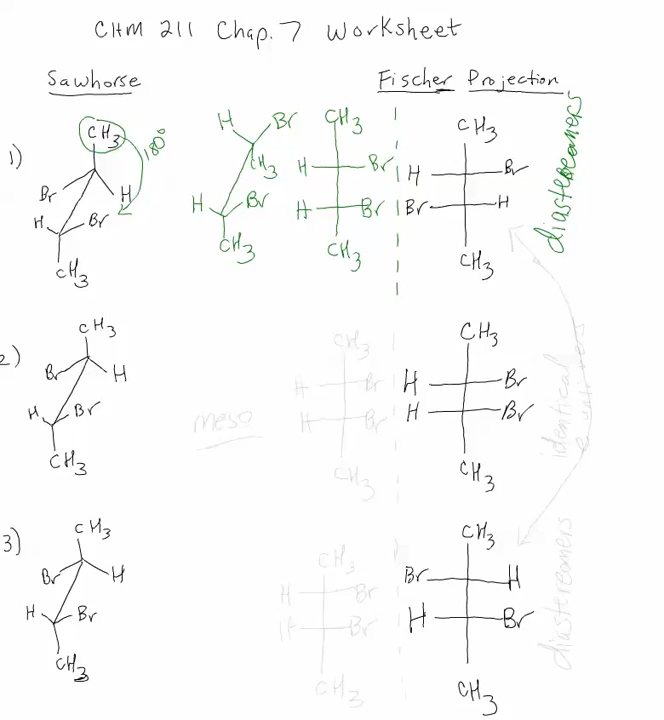 CHM 211 Chap. 7 Worksheet
Sawhorse
Fischer Projection
1)
CH3
180°
Br
H
H
Br
CH3
H
Br
CH3
H
Br
CH3
CH3
H
Br
H
Br
CH3
CH3
H
Br
Br
H
CH3
diastereomers
2)
CH3
Br
H
H
Br
CH3
meso
CH3
H
Br
H
Br
CH3
CH3
H
Br
H
Br
CH3
identical
3)
CH3
Br
H
H
Br
CH3
CH3
H
Br
H
Br
CH3
CH3
Br
H
H
Br
CH3
diastereomers